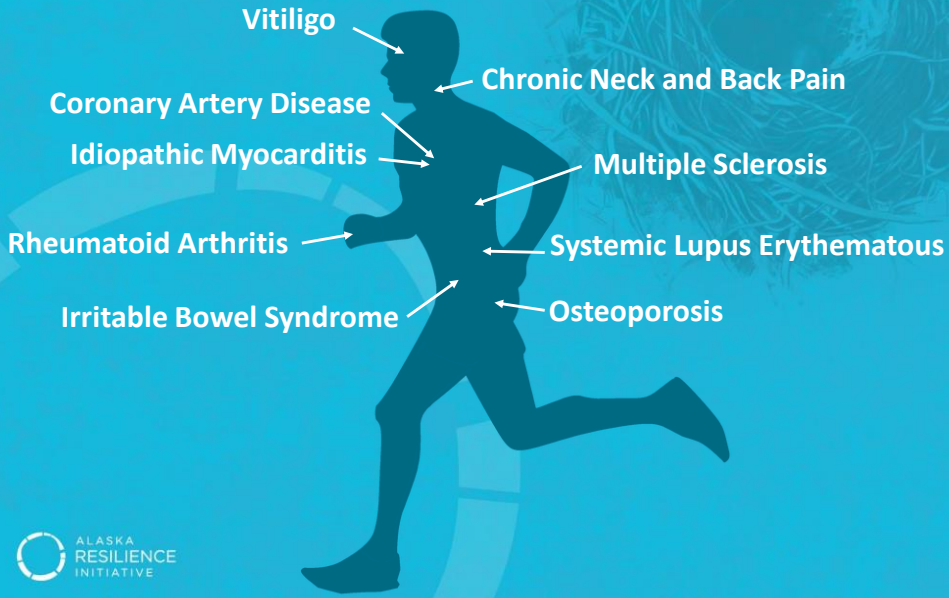 Vitiligo
Chronic Neck and Back Pain
Coronary Artery Disease
Idiopathic Myocarditis
Multiple Sclerosis
Rheumatoid Arthritis
Systemic Lupus Erythematous
Irritable Bowel Syndrome
Osteoporosis
ALASKA
RESILIENCE
INITIATIVE